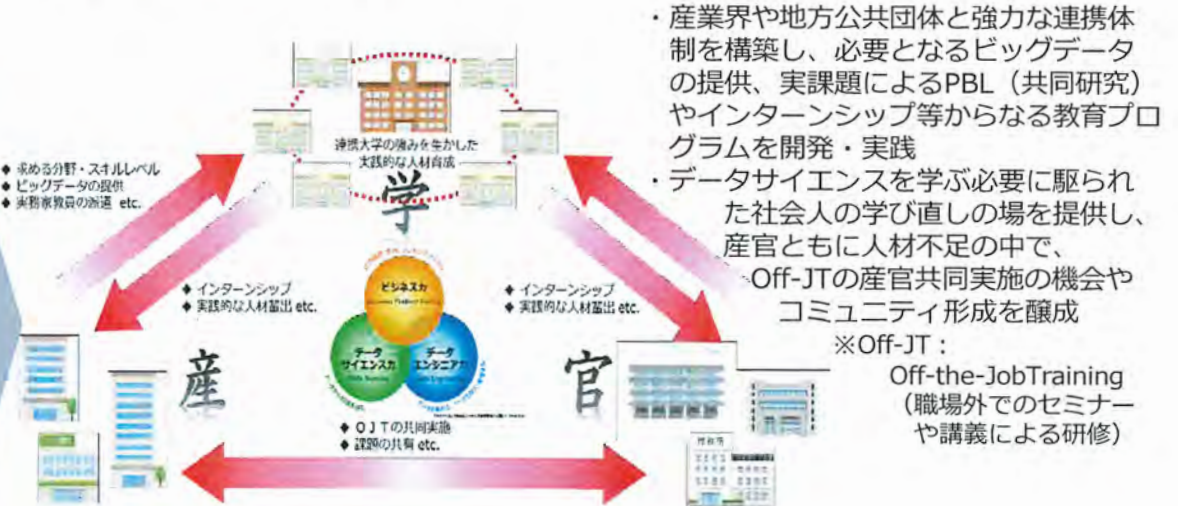 ・産業界や地方公共団体と強力な連携体
制を構築し、必要となるビッグデータ
の提供、実課題によるPBL（共同研究）
やインターンシップ等からなる教育プロ
グラムを開発・実践
・データサイエンスを学ぶ必要に駆られ
た社会人の学び直しの場を提供し、
産官ともに人材不足の中で、
Off-JTの産官共同実施の機会や
コミュニティ形成を醸成
※Off-JT：
Off-the-JobTraining
（職場外でのセミナー
や講義による研修）
連携大学の強みを生かした
実践的な人材育成
学
◆ 求める分野・スキルレベル
◆ ビッグデータの提供
◆ 実務家教員の派遣 etc.
◆ インターンシップ
◆ 実践的な人材輩出 etc.
◆ インターンシップ
◆ 実践的な人材輩出 etc.
ビジネス力
データ
サイエンス力
データ
エンジニア力
産
官
◆ OJTの共同実施
◆ 課題の共有 etc.
市役所